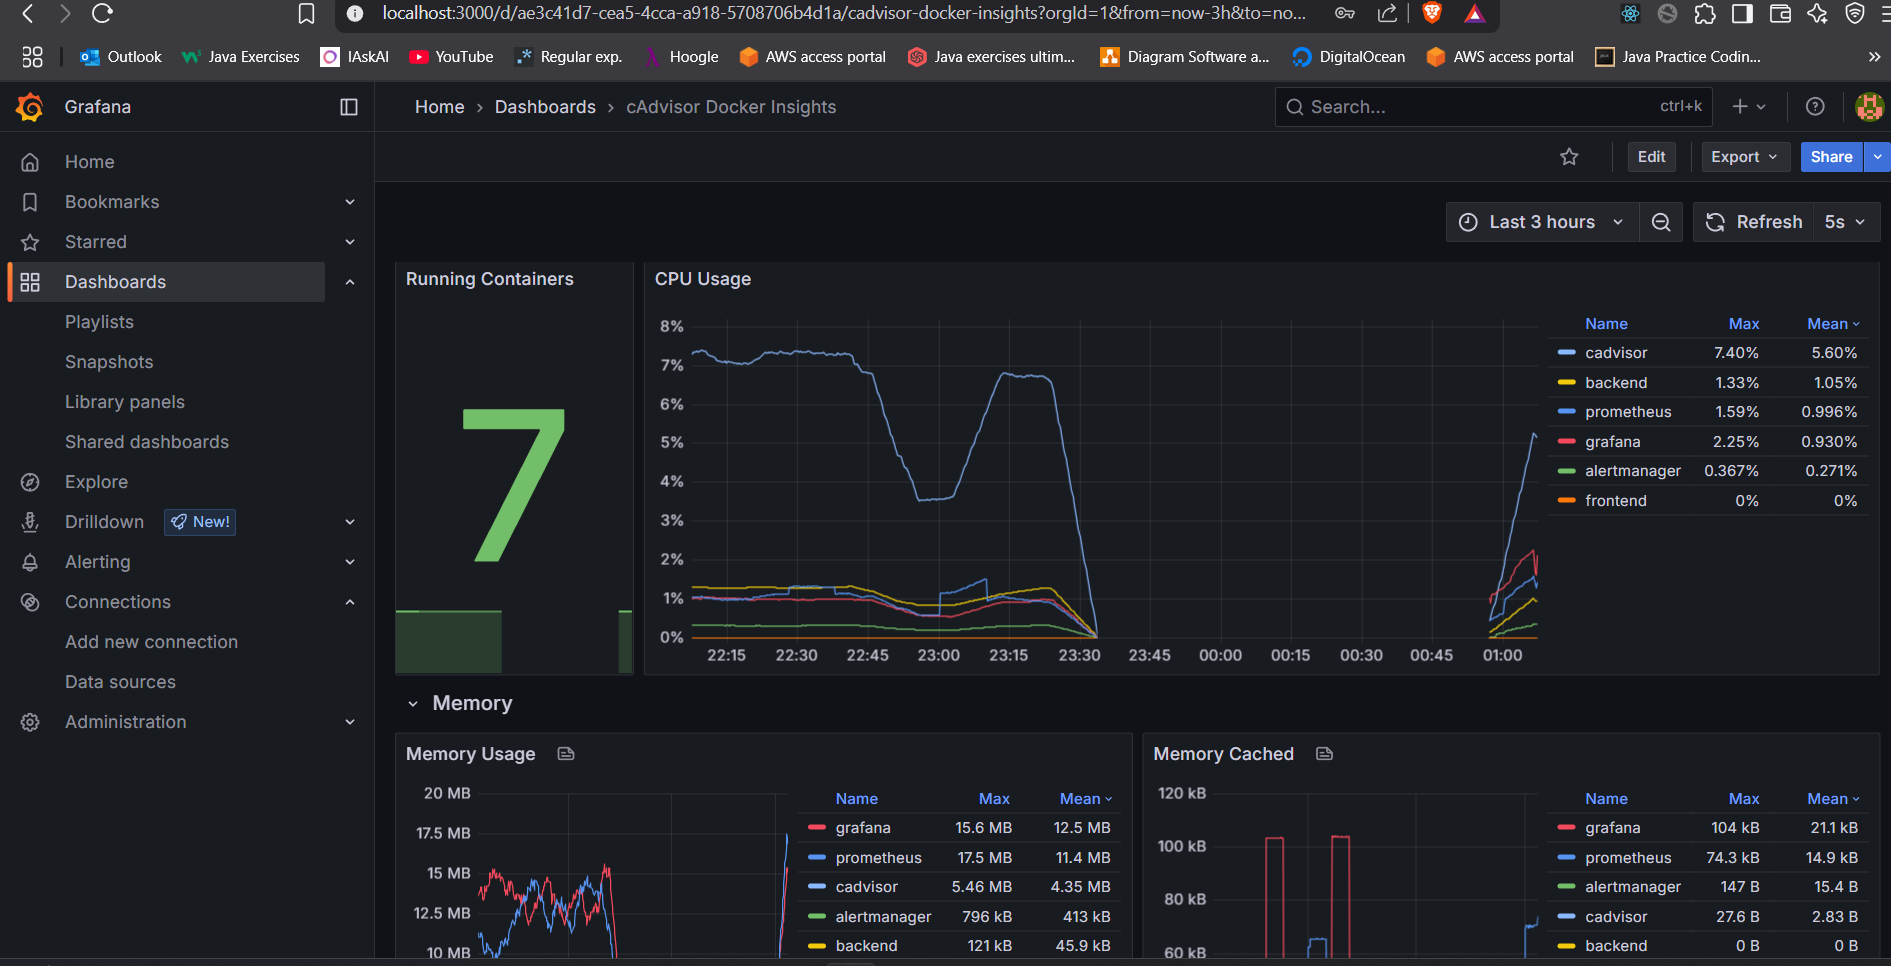 localhost:3000/d/ae3c41d7-cea5-4cca-a918-5708706b4d1a/cadvisor-docker-insights?orgId=1&from=now-3h&to=no...
Outlook Java Exercises IAskAI YouTube Regular exp. Hoogle AWS access portal Java exercises ultim... Diagram Software a... DigitalOcean AWS access portal Java Practice Codin... »
Grafana
Home › Dashboards › cAdvisor Docker Insights
Search... ctrl+k
Edit Export Share
Home
Bookmarks
Starred
Dashboards
Playlists
Snapshots
Library panels
Shared dashboards
Explore
Drilldown New!
Alerting
Connections
Add new connection
Data sources
Administration
Last 3 hours Refresh 5s
Running Containers
7
CPU Usage
8%
7%
6%
5%
4%
3%
2%
1%
0%
22:15 22:30 22:45 23:00 23:15 23:30 23:45 00:00 00:15 00:30 00:45 01:00
Name Max Mean
cadvisor 7.40% 5.60%
backend 1.33% 1.05%
prometheus 1.59% 0.996%
grafana 2.25% 0.930%
alertmanager 0.367% 0.271%
frontend 0% 0%
Memory
Memory Usage
20 MB
17.5 MB
15 MB
12.5 MB
10 MB
Name Max Mean
grafana 15.6 MB 12.5 MB
prometheus 17.5 MB 11.4 MB
cadvisor 5.46 MB 4.35 MB
alertmanager 796 kB 413 kB
backend 121 kB 45.9 kB
Memory Cached
120 kB
100 kB
80 kB
60 kB
Name Max Mean
grafana 104 kB 21.1 kB
prometheus 74.3 kB 14.9 kB
alertmanager 147 B 15.4 B
cadvisor 27.6 B 2.83 B
backend 0 B 0 B